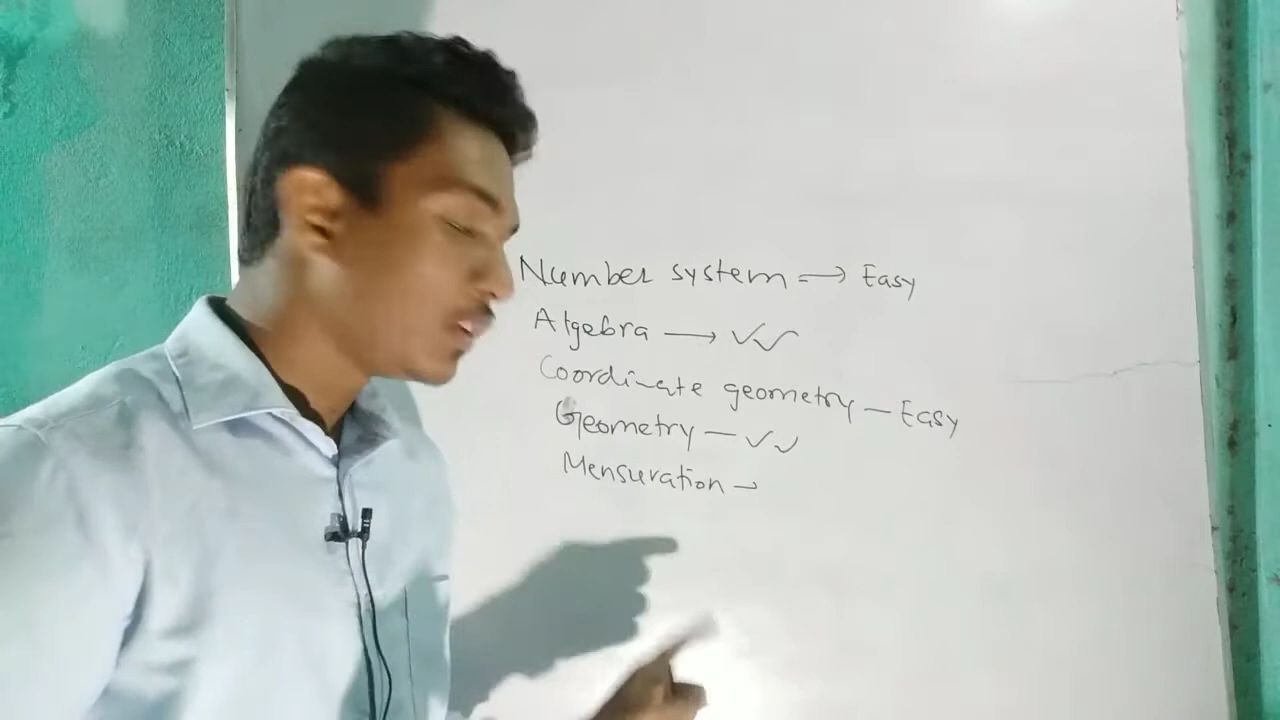 Number system = → Easy
Algebra → ✓✓
Coordinate geometry - Easy
Geometry - ✓✓
Mensuration →